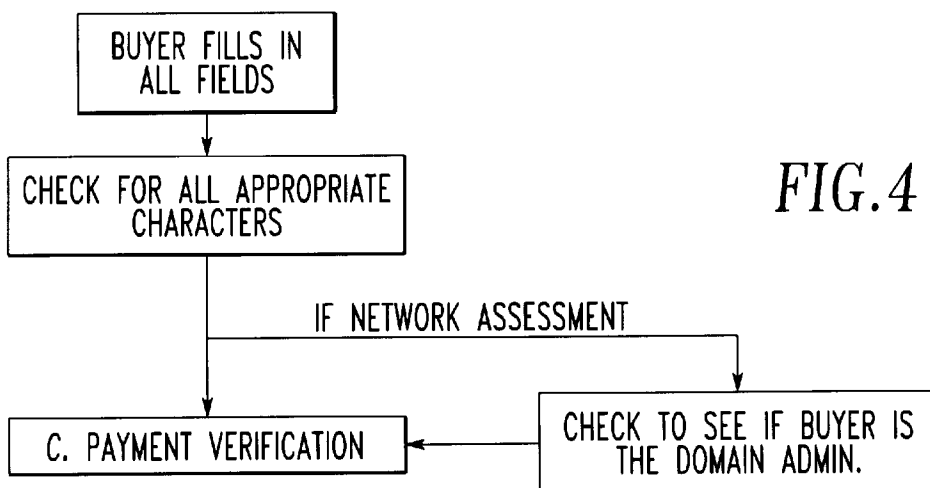 BUYER FILLS IN
ALL FIELDS
CHECK FOR ALL APPROPRIATE
CHARACTERS
FIG.4
IF NETWORK ASSESSMENT
C. PAYMENT VERIFICATION
CHECK TO SEE IF BUYER IS
THE DOMAIN ADMIN.